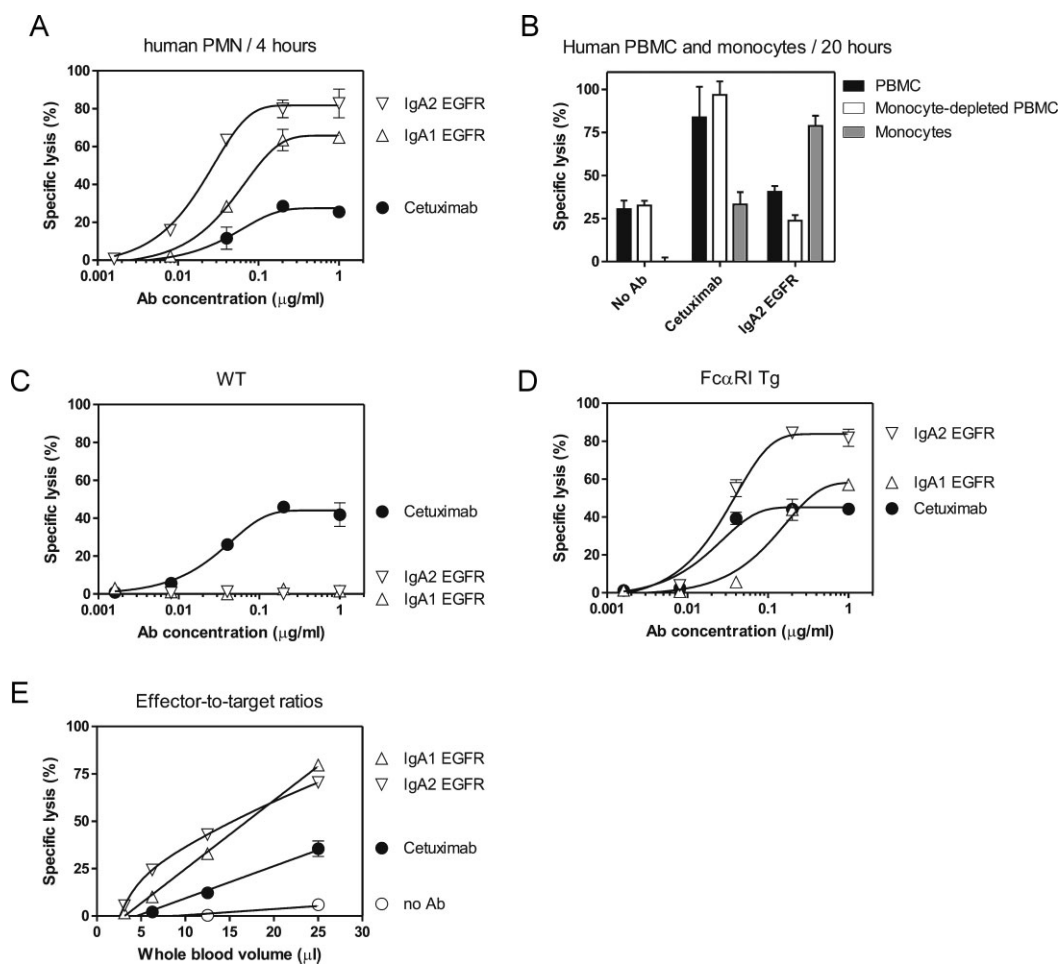 A
human PMN / 4 hours
Specific lysis (%)
100
80
60
40
20
0
0.001
0.01
0.1
1
Ab concentration (μg/ml)
IgA2 EGFR
IgA1 EGFR
Cetuximab
B
Human PBMC and monocytes / 20 hours
Specific lysis (%)
100
75
50
25
0
No Ab
Cetuximab
IgA2 EGFR
PBMC
Monocyte-depleted PBMC
Monocytes
C
WT
Specific lysis (%)
100
80
60
40
20
0
0.001
0.01
0.1
1
Ab concentration (μg/ml)
Cetuximab
IgA2 EGFR
IgA1 EGFR
D
FcαRI Tg
Specific lysis (%)
100
80
60
40
20
0
0.001
0.01
0.1
1
Ab concentration (μg/ml)
IgA2 EGFR
IgA1 EGFR
Cetuximab
E
Effector-to-target ratios
Specific lysis (%)
100
75
50
25
0
0
5
10
15
20
25
30
Whole blood volume (μl)
IgA1 EGFR
IgA2 EGFR
Cetuximab
no Ab